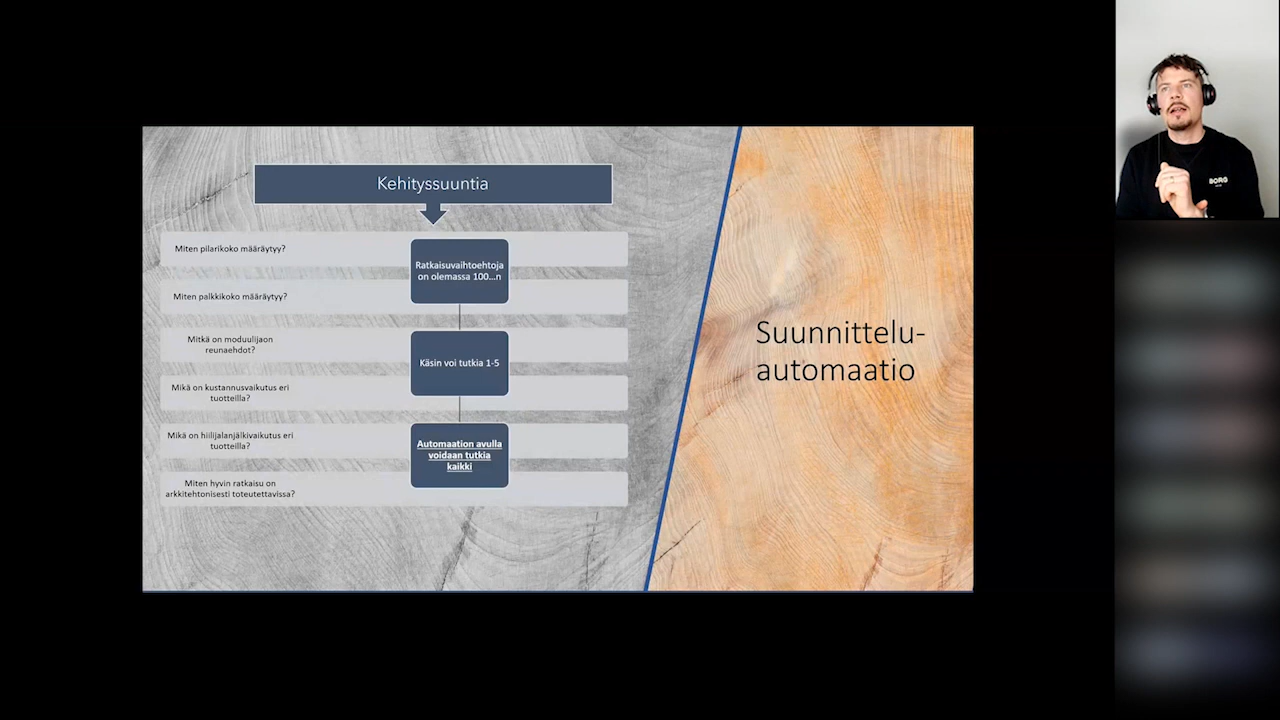 Kehityssuuntia
Miten pilarikoko määräytyy?
Miten palkkikoko määräytyy?
Mitkä on moduulijaon
reunaehdot?
Mikä on kustannusvaikutus eri
tuotteilla?
Mikä on hiilijalanjälkivaikutus eri
tuotteilla?
Miten hyvin ratkaisu on
arkkitehtonisesti toteutettavissa?
Ratkaisuvaihtoehtoja
on olemassa 100...n
Käsin voi tutkia 1-5
Automaation avulla
voidaan tutkia
kaikki
Suunnittelu-
automaatio
BORG